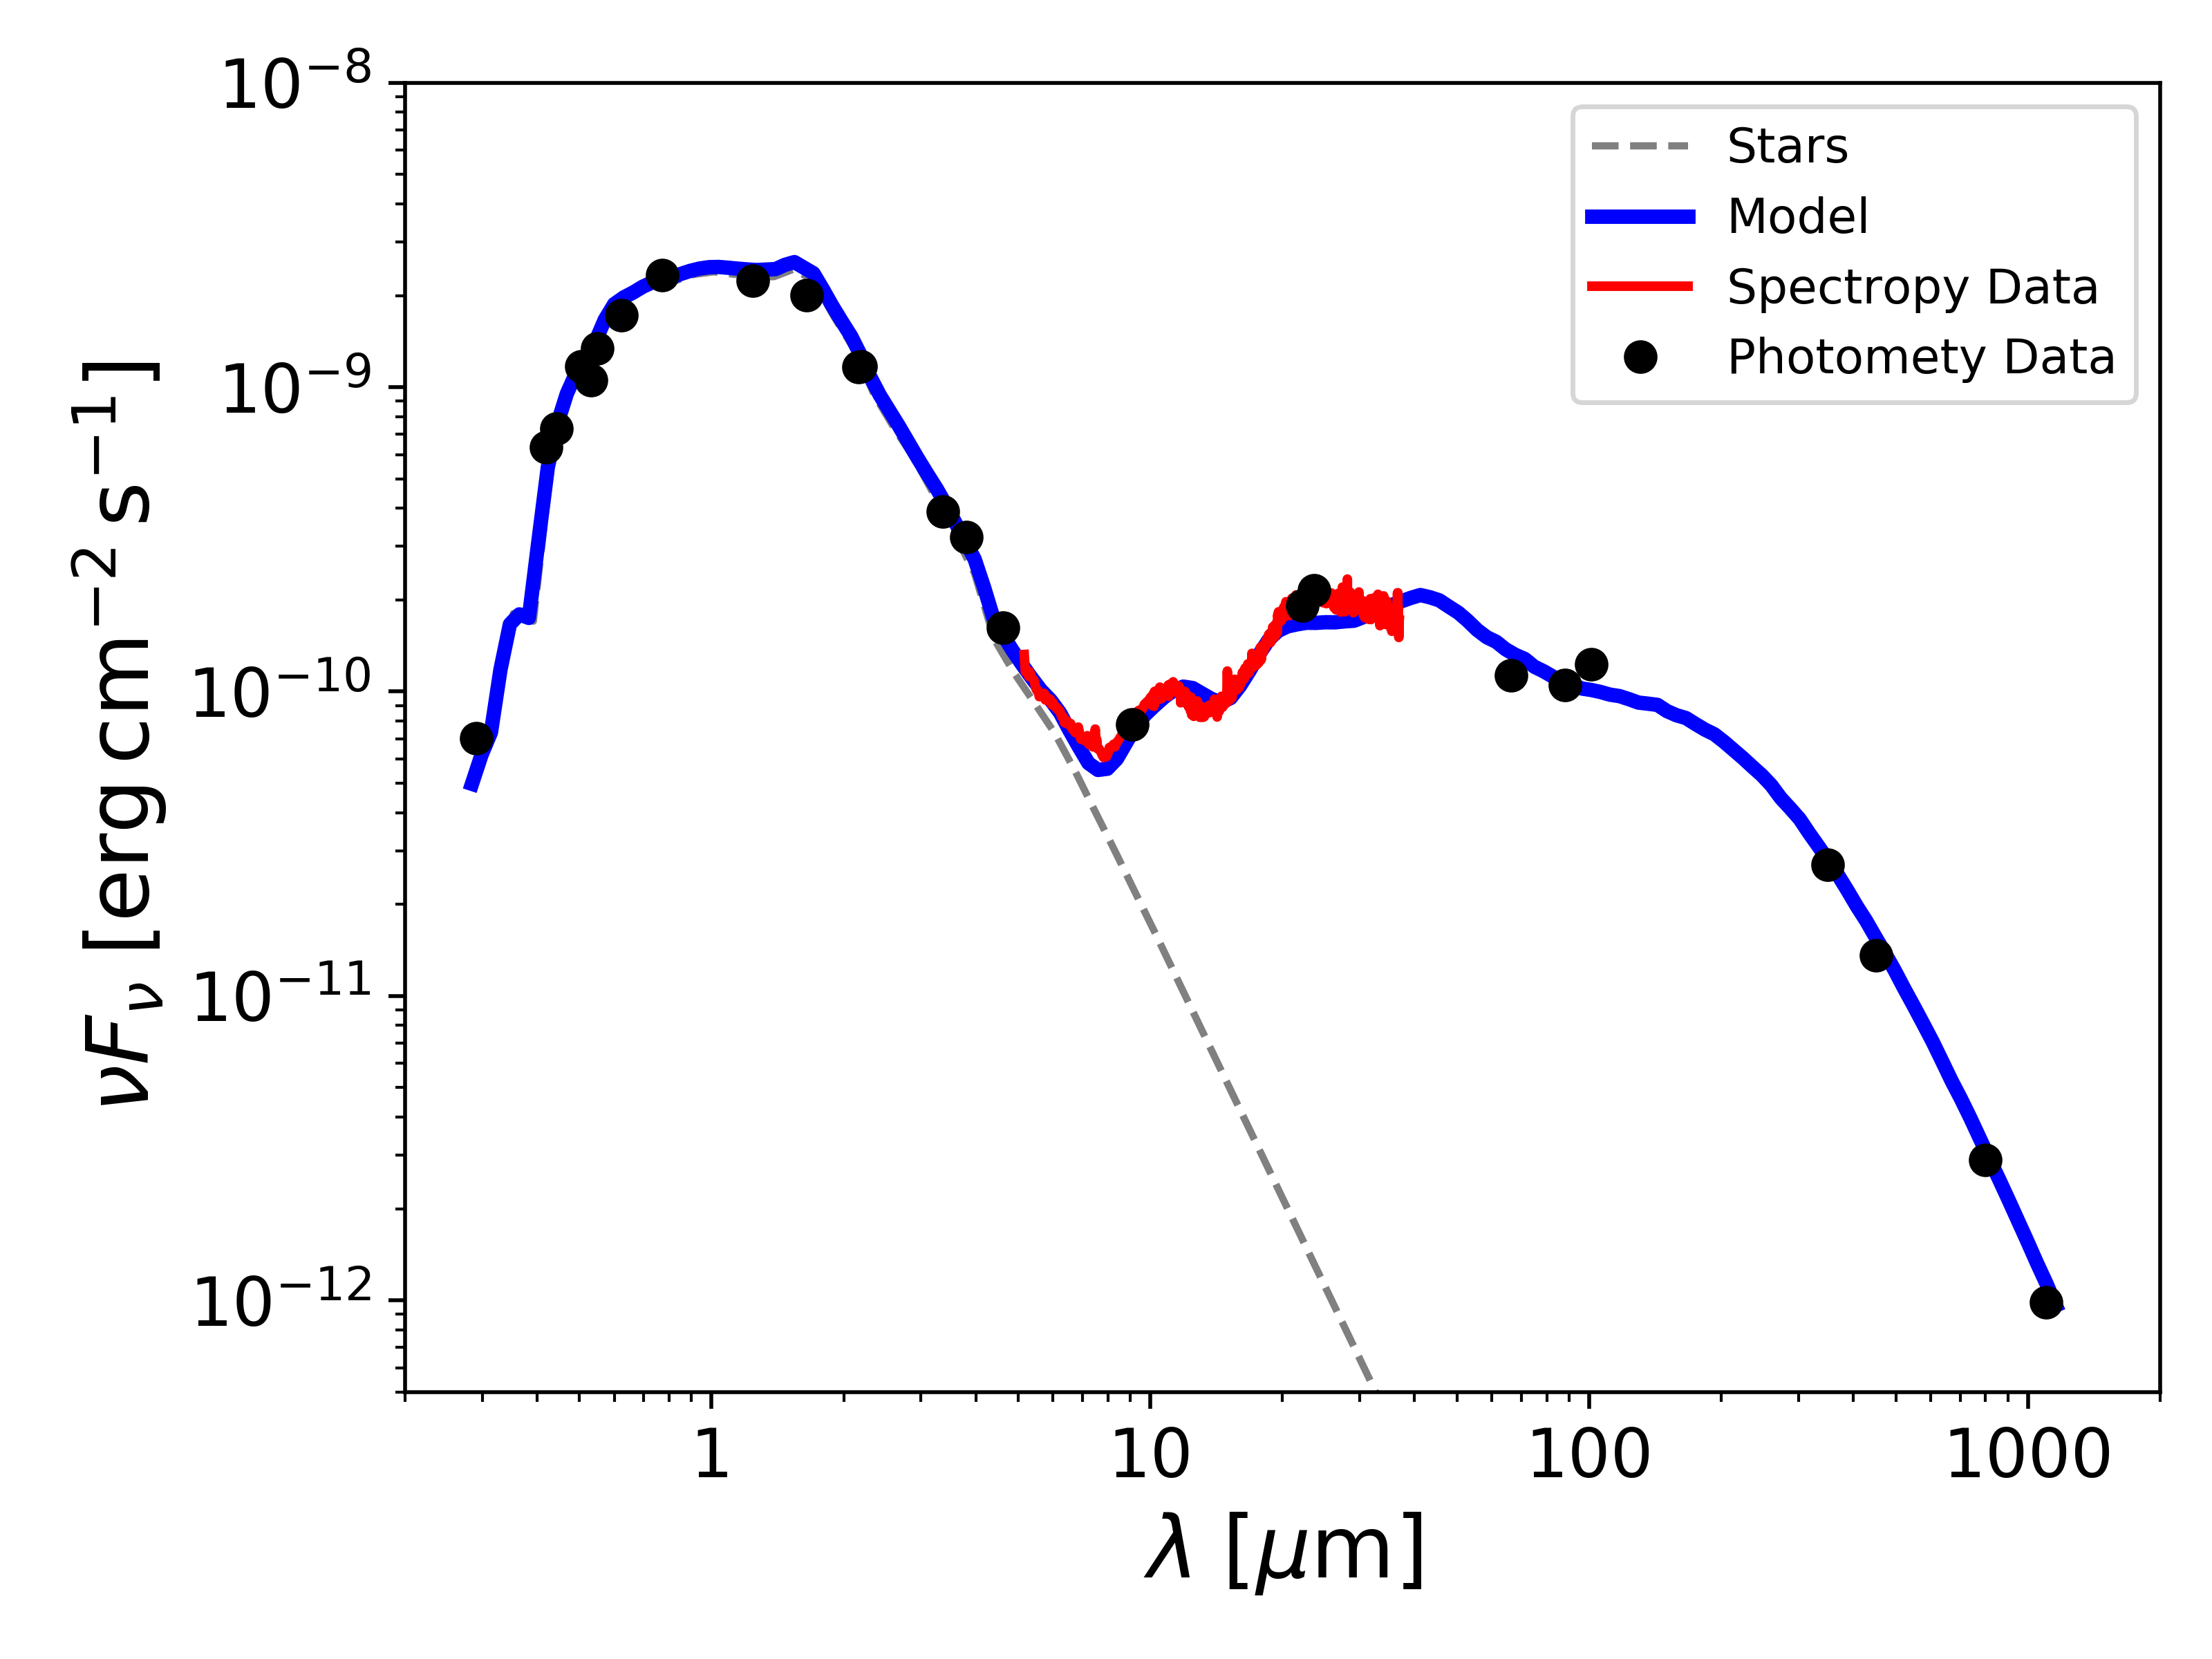 10⁻⁸
10⁻⁹
10⁻¹⁰
10⁻¹¹
10⁻¹²
νFν [erg cm⁻² s⁻¹]
Stars
Model
Spectropy Data
Photomety Data
1 10 100 1000
λ [μm]